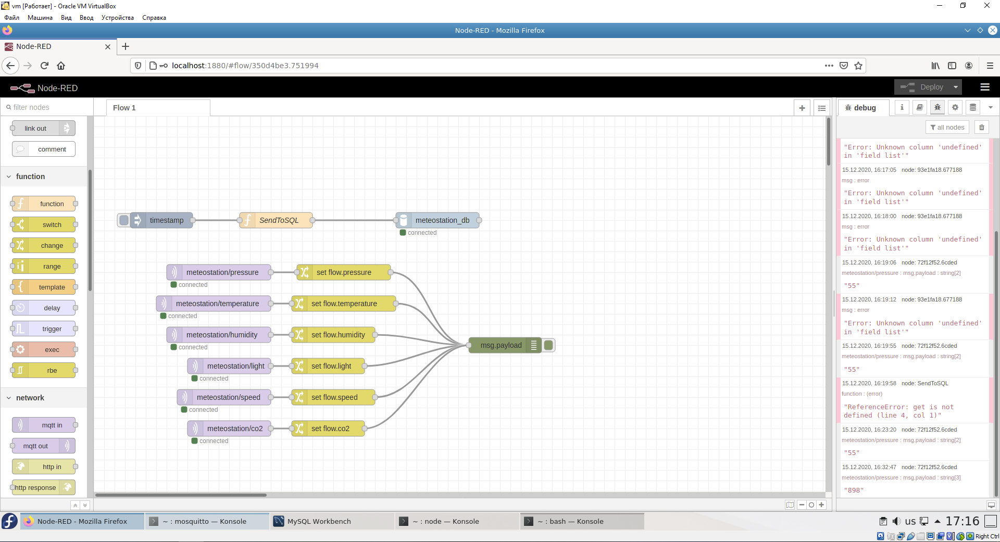 vm [Работает] - Oracle VM VirtualBox
Файл Машина Вид Ввод Устройства Справка
Node-RED - Mozilla Firefox
Node-RED
localhost:1880/#flow/350d4be3.751994
Node-RED
Deploy
filter nodes
Flow 1
debug
all nodes
link out
comment
function
function
switch
change
range
template
delay
trigger
exec
rbe
network
mqtt in
mqtt out
http in
http response
timestamp
SendToSQL
meteostation_db
connected
meteostation/pressure
set flow.pressure
connected
meteostation/temperature
set flow.temperature
connected
meteostation/humidity
set flow.humidity
connected
msg.payload
meteostation/light
set flow.light
connected
meteostation/speed
set flow.speed
connected
meteostation/co2
set flow.co2
connected
"Error: Unknown column 'undefined'
in 'field list'"
15.12.2020, 16:17:05 node: 93e1fa18.677188
msg : error
"Error: Unknown column 'undefined'
in 'field list'"
15.12.2020, 16:18:00 node: 93e1fa18.677188
msg : error
"Error: Unknown column 'undefined'
in 'field list'"
15.12.2020, 16:19:06 node: 72f12f52.6cded
meteostation/pressure : msg.payload : string[2]
"55"
15.12.2020, 16:19:12 node: 93e1fa18.677188
msg : error
"Error: Unknown column 'undefined'
in 'field list'"
15.12.2020, 16:19:55 node: 72f12f52.6cded
meteostation/pressure : msg.payload : string[2]
"55"
15.12.2020, 16:19:58 node: SendToSQL
function : (error)
"ReferenceError: get is not
defined (line 4, col 1)"
15.12.2020, 16:23:20 node: 72f12f52.6cded
meteostation/pressure : msg.payload : string[2]
"55"
15.12.2020, 16:32:47 node: 72f12f52.6cded
meteostation/pressure : msg.payload : string[3]
"898"
Node-RED - Mozilla Firefox
~ : mosquitto — Konsole
MySQL Workbench
~ : node — Konsole
~ : bash — Konsole
us
17:16
Right Ctrl